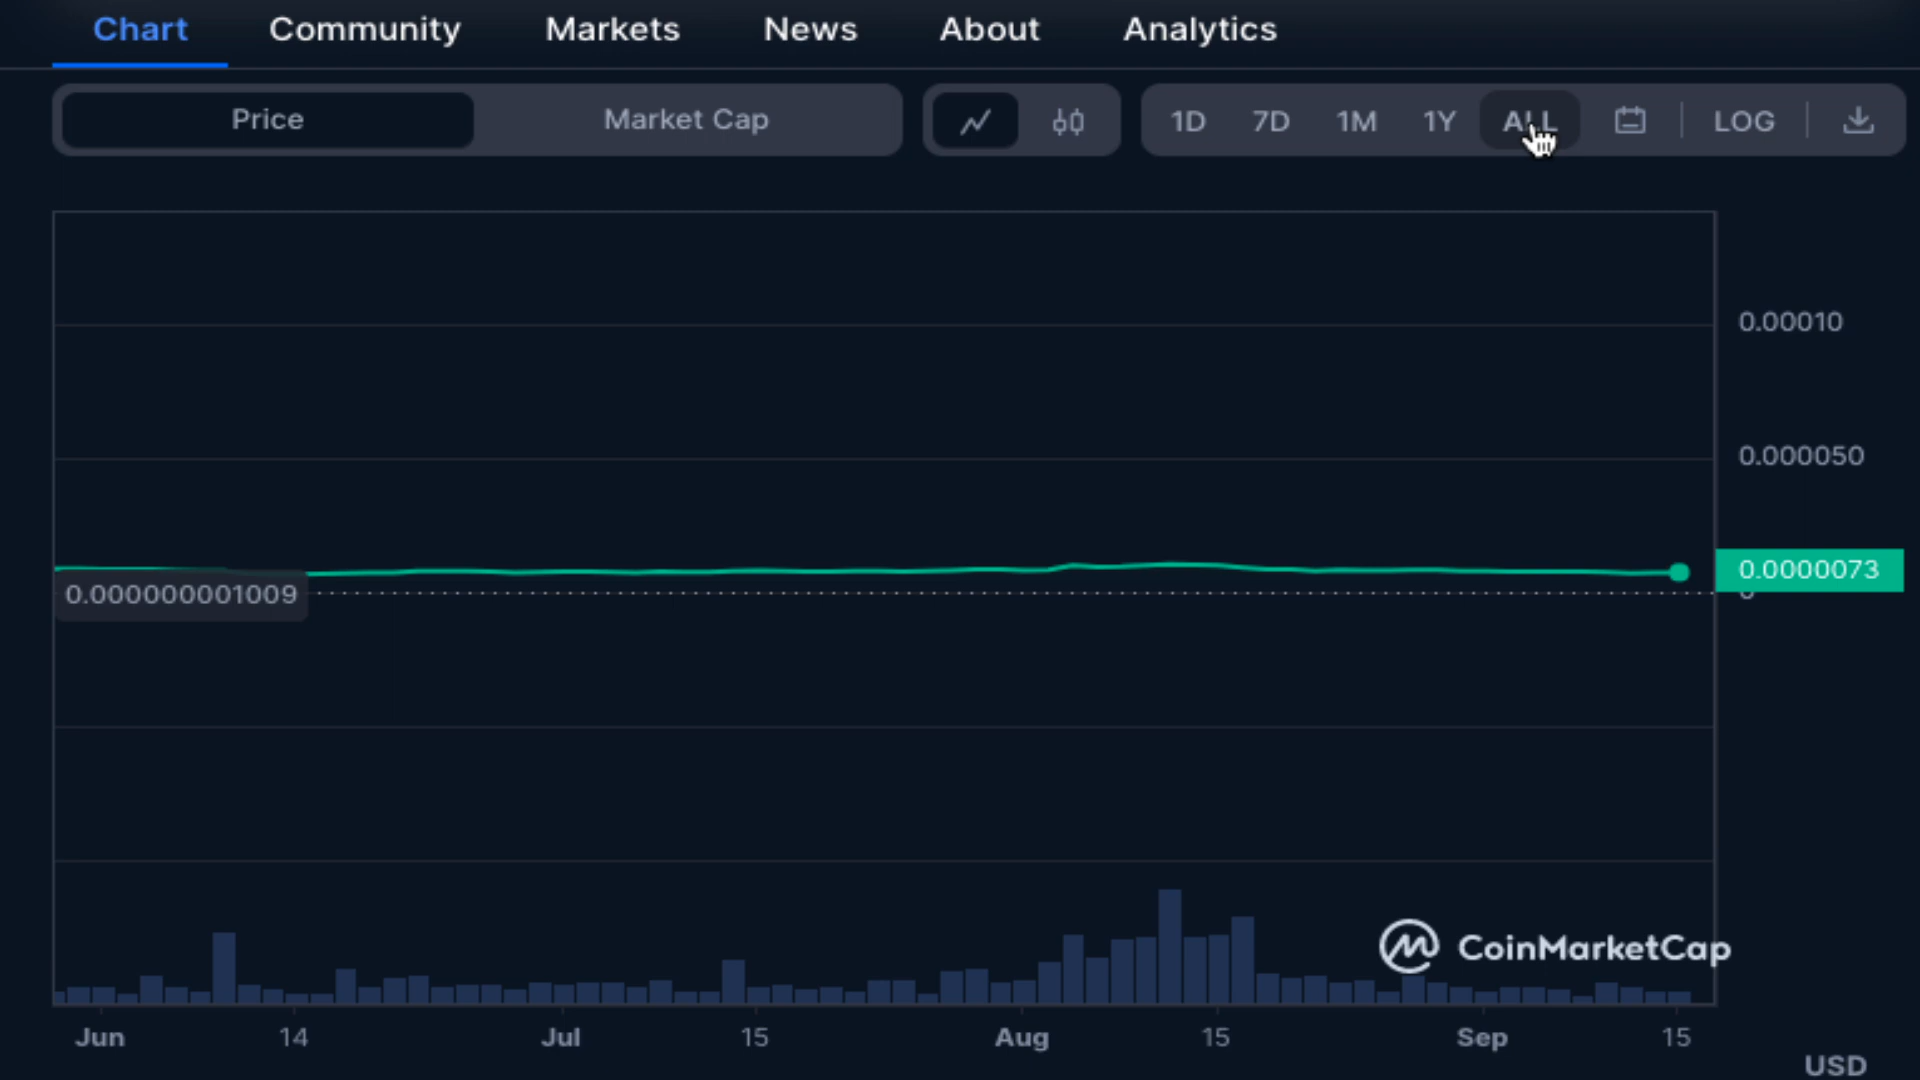 Chart Community Markets News About Analytics
Price Market Cap 1D 7D 1M 1Y ALL LOG
0.00010
0.000050
0.0000073
0.000000001009
0
CoinMarketCap
Jun 14 Jul 15 Aug 15 Sep 15
USD